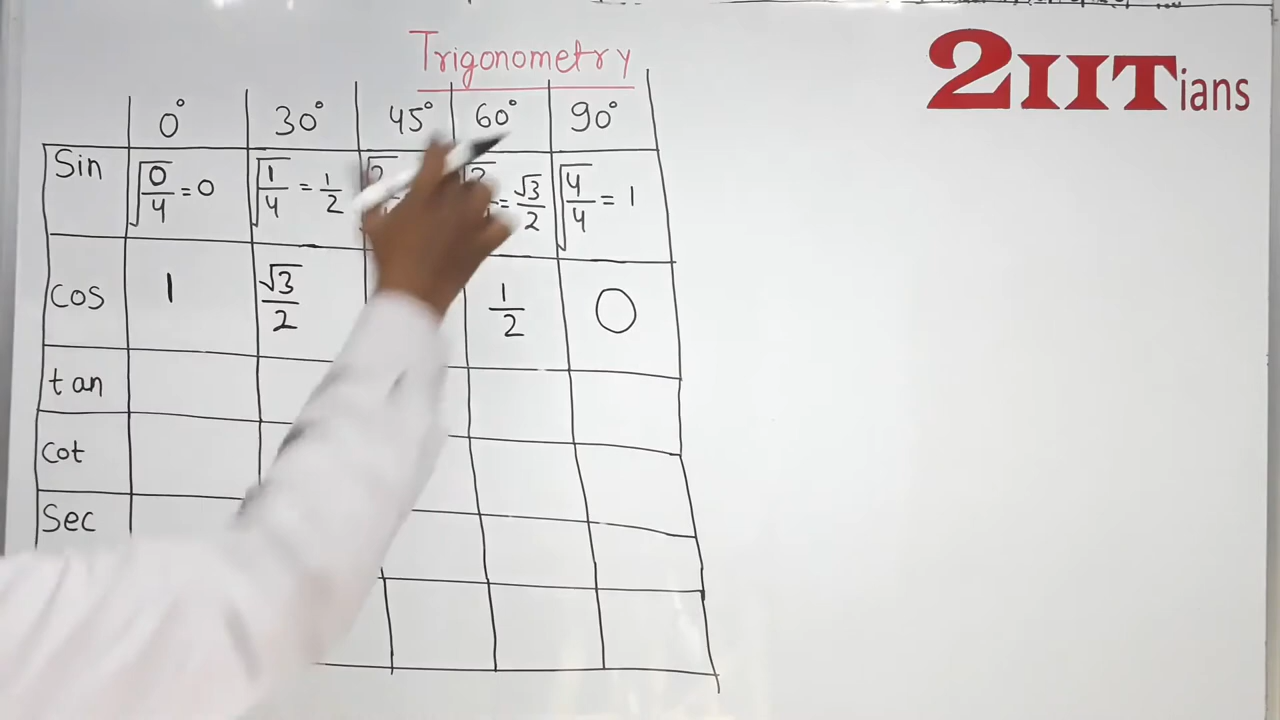 Trigonometry
2IITians
0° 30° 45° 60° 90°
Sin √0/4 = 0 √1/4 = 1/2 √3/2 √4/4 = 1
Cos 1 √3/2 1/2 0
tan
Cot
Sec